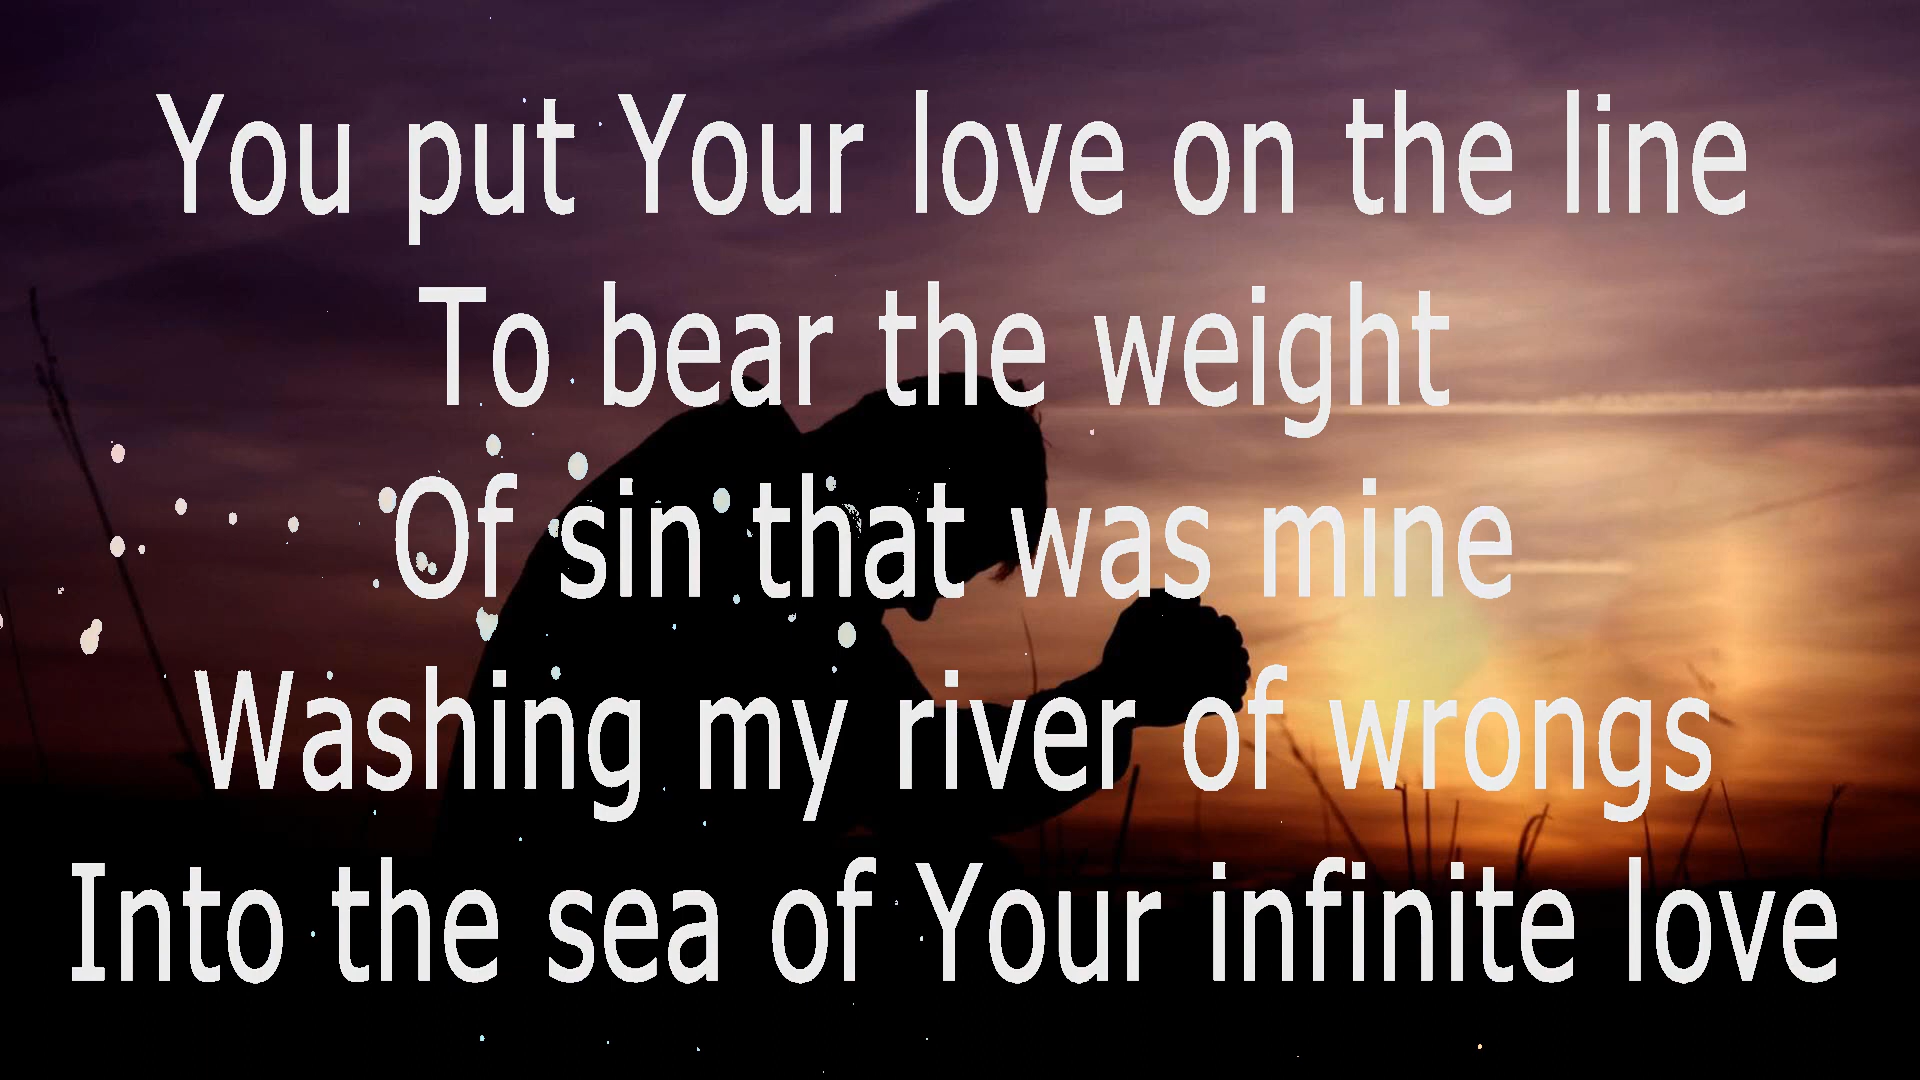 You put Your love on the line
To bear the weight
Of sin that was mine
Washing my river of wrongs
Into the sea of Your infinite love